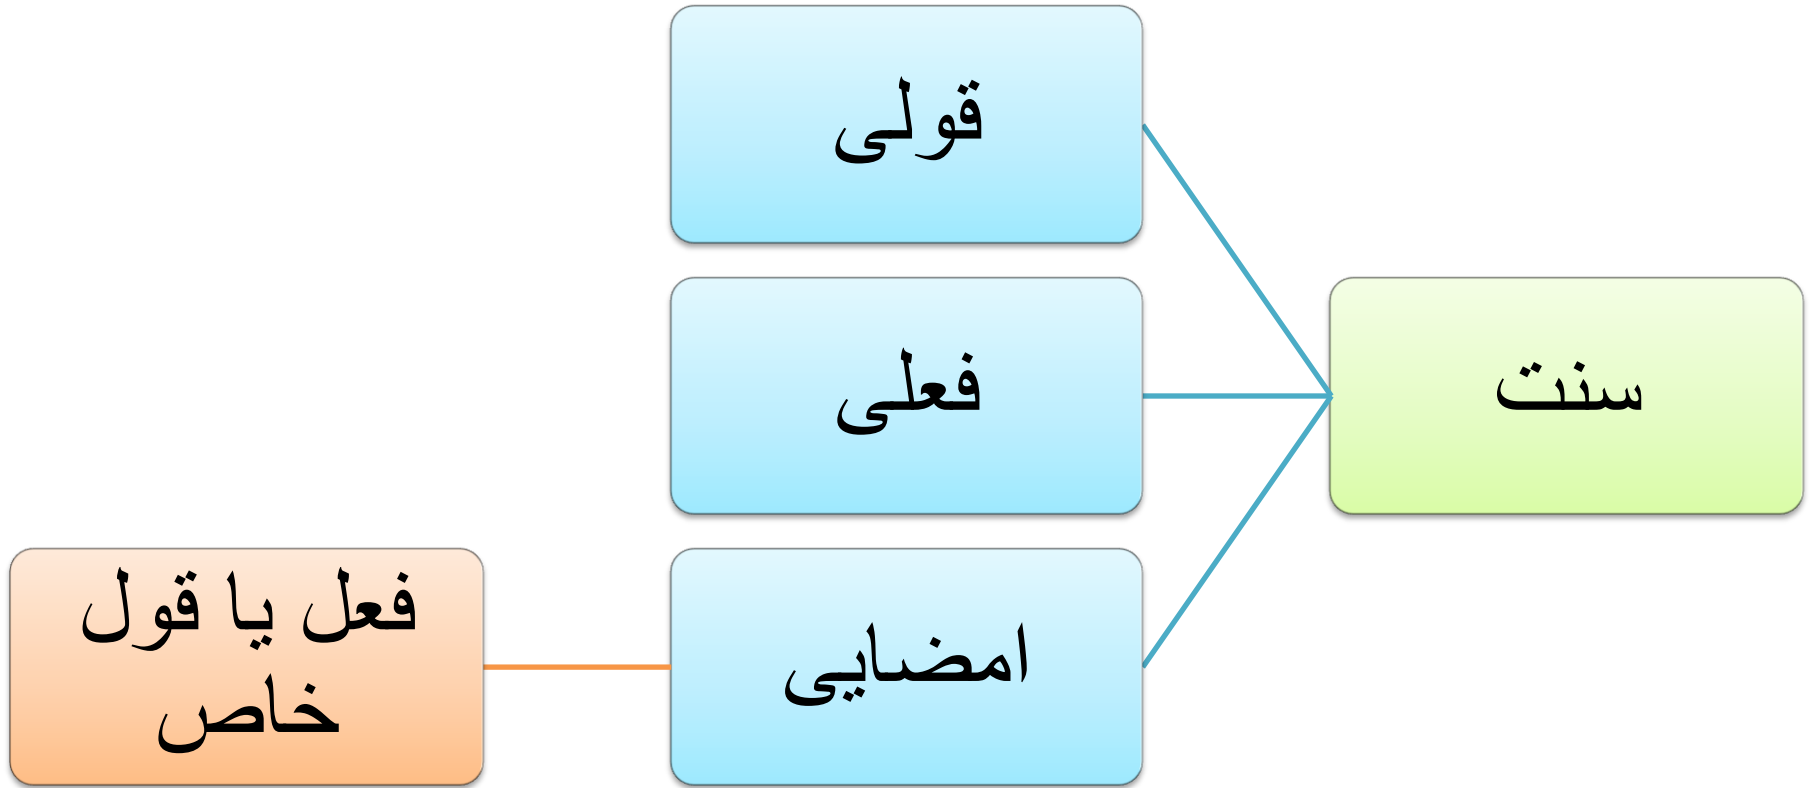 سنت
قولی
فعلی
امضایی
فعل یا قول
خاص